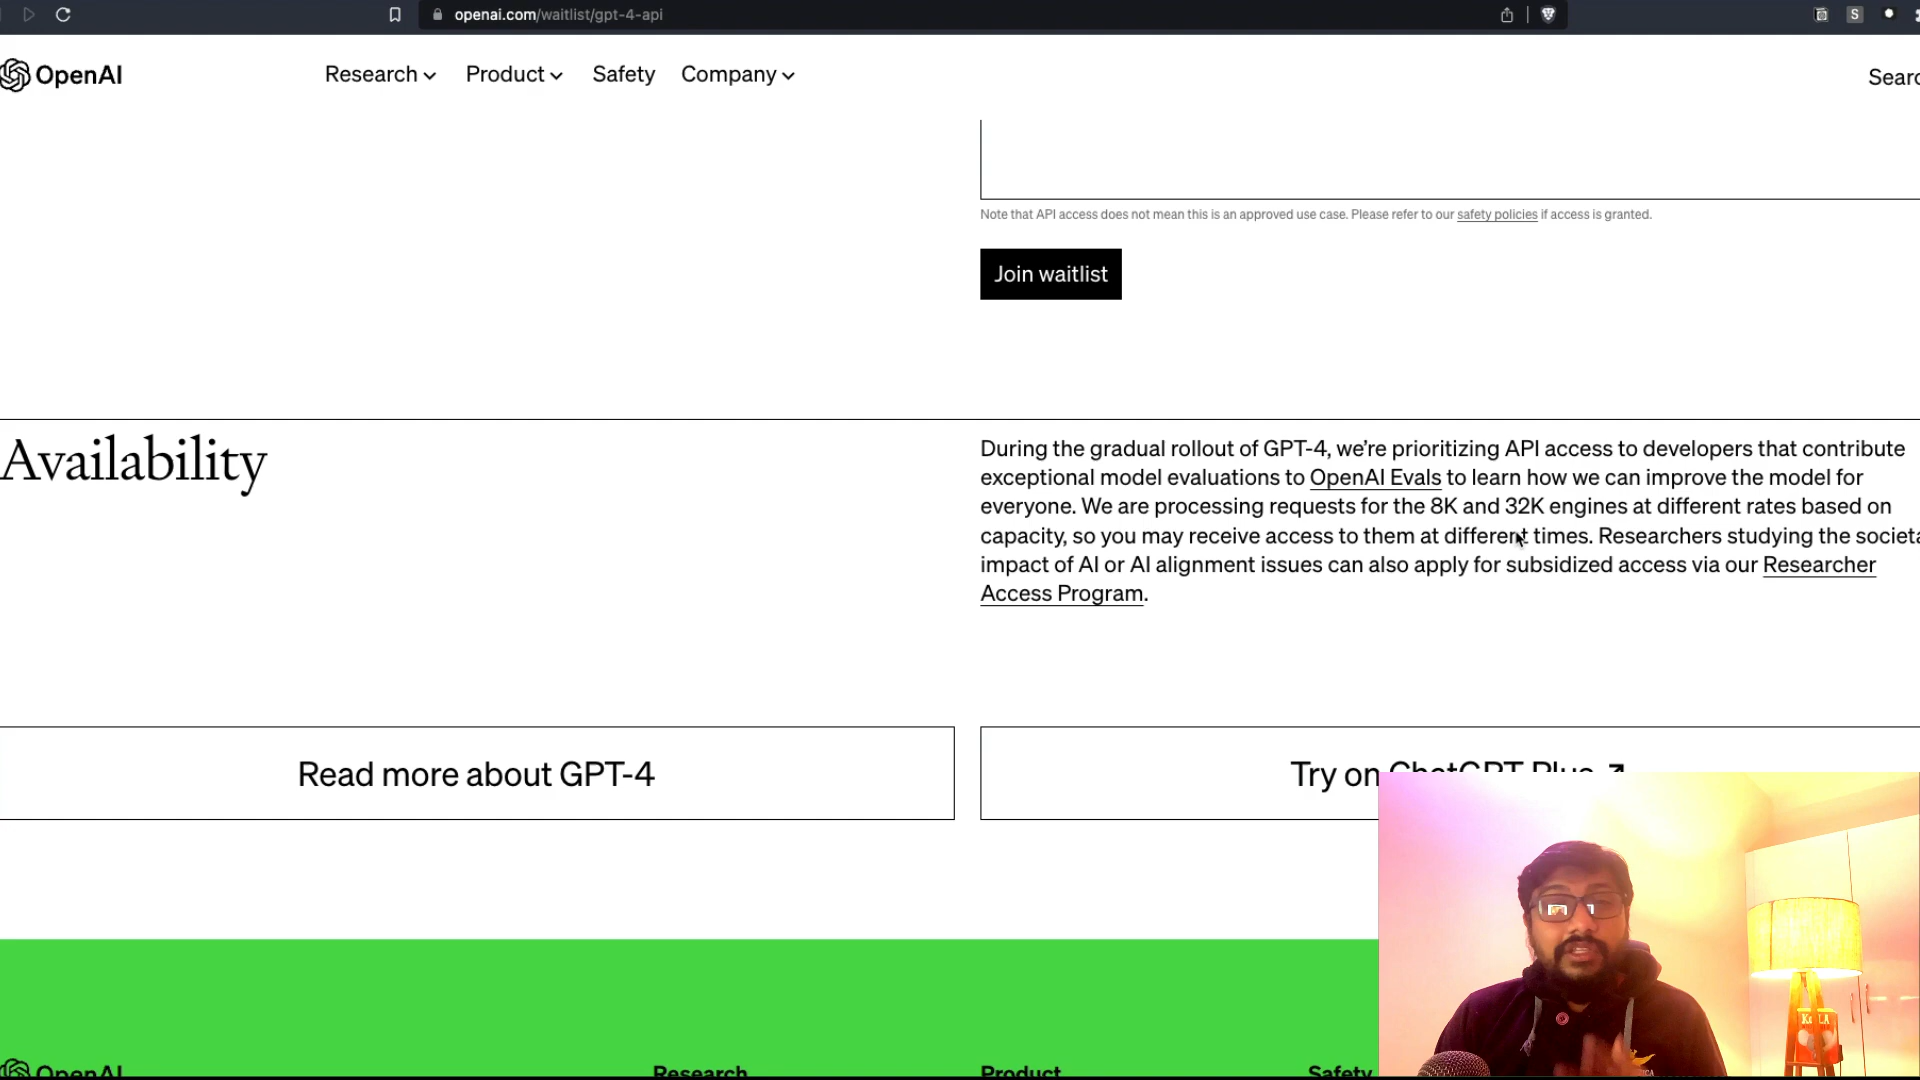 openai.com/waitlist/gpt-4-api
S
OpenAI
Research
Product
Safety
Company
Note that API access does not mean this is an approved use case. Please refer to our safety policies if access is granted.
Join waitlist
Availability
During the gradual rollout of GPT-4, we're prioritizing API access to developers that contribute
exceptional model evaluations to OpenAI Evals to learn how we can improve the model for
everyone. We are processing requests for the 8K and 32K engines at different rates based on
capacity, so you may receive access to them at different times. Researchers studying the
impact of AI or AI alignment issues can also apply for subsidized access via our Researcher
Access Program.
Read more about GPT-4
Try on ChatGPT Plus
OpenAI
Research
Product
Safety